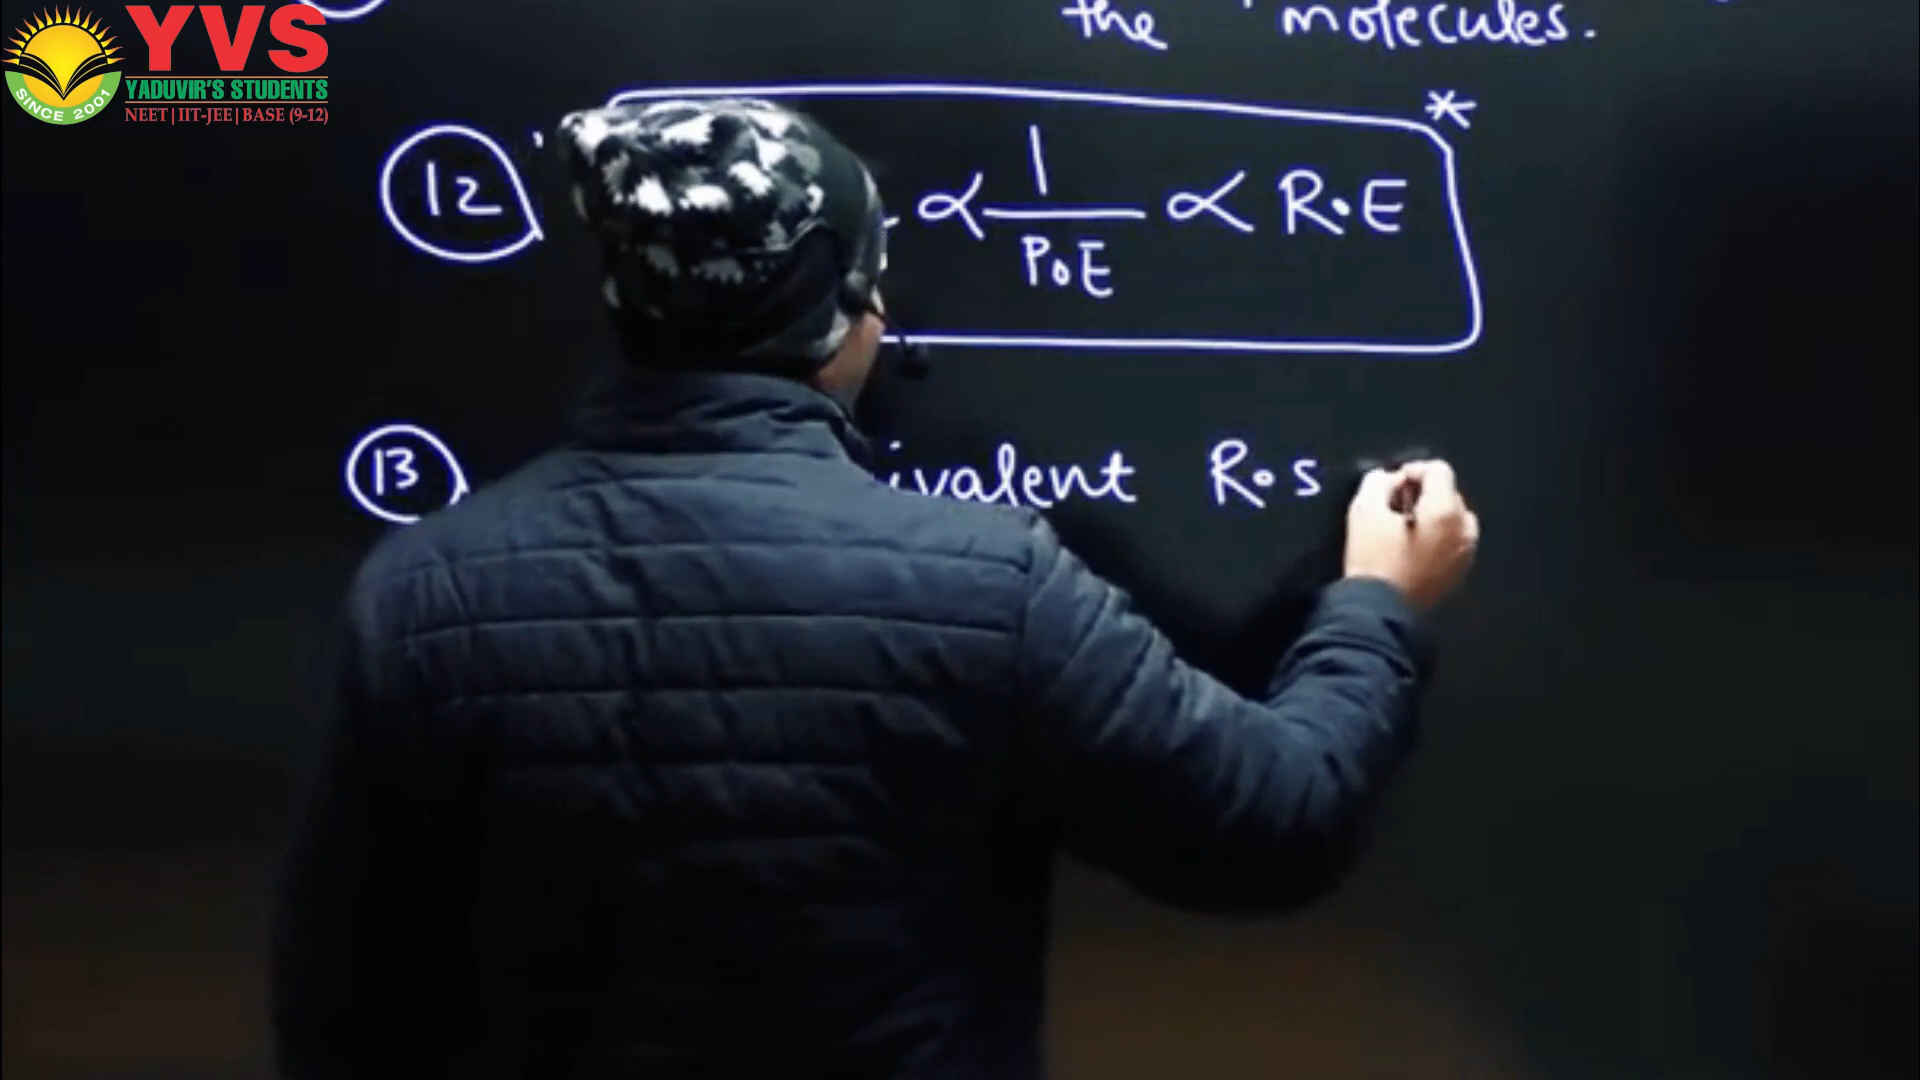 YVS
YADUVIR'S STUDENTS
NEET | IIT-JEE | BASE (9-12)
SINCE 2001
the molecules.
12 ∝ 1/P.E ∝ R.E *
13 ivalent R.S